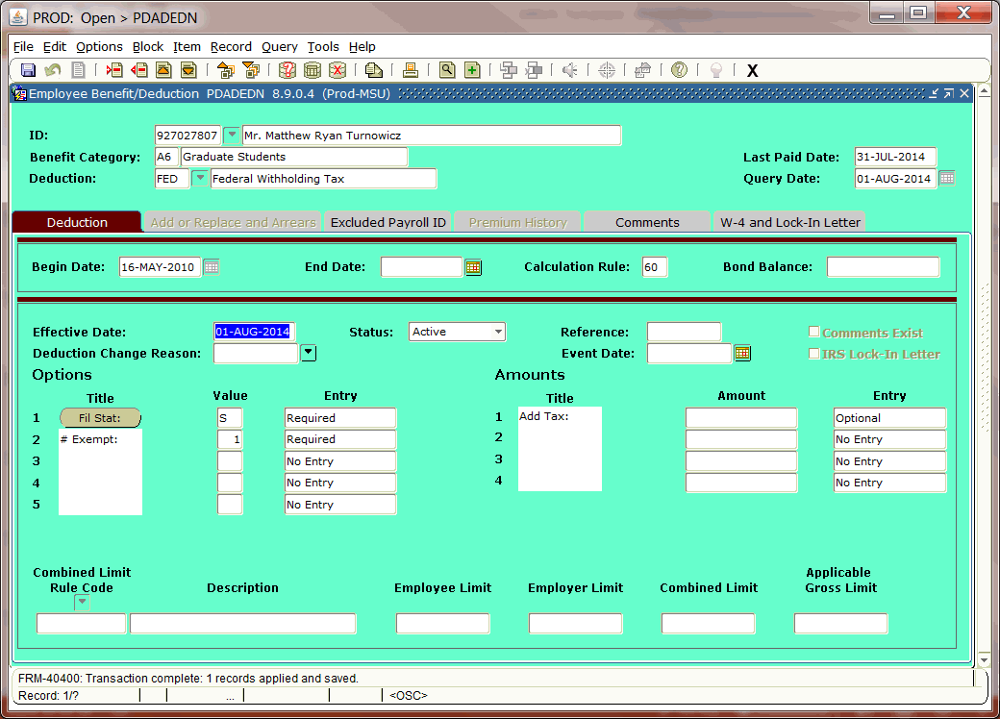 PROD: Open > PDADEDN
File Edit Options Block Item Record Query Tools Help
X
Employee Benefit/Deduction PDADEDN 8.9.0.4 (Prod-MSU)
ID: 927027807 Mr. Matthew Ryan Turnowicz
Benefit Category: A6 Graduate Students Last Paid Date: 31-JUL-2014
Deduction: FED Federal Withholding Tax Query Date: 01-AUG-2014
Deduction Add or Replace and Arrears Excluded Payroll ID Premium History Comments W-4 and Lock-In Letter
Begin Date: 16-MAY-2010 End Date: Calculation Rule: 60 Bond Balance:
Effective Date: 01-AUG-2014 Status: Active Reference: Comments Exist
Deduction Change Reason: Event Date: IRS Lock-In Letter
Options Amounts
Title Value Entry Title Amount Entry
1 Fil Stat: S Required 1 Add Tax: Optional
2 # Exempt: 1 Required 2 No Entry
3 No Entry 3 No Entry
4 No Entry 4 No Entry
5 No Entry
Combined Limit Applicable
Rule Code Description Employee Limit Employer Limit Combined Limit Gross Limit
FRM-40400: Transaction complete: 1 records applied and saved.
Record: 1/? ... <OSC>